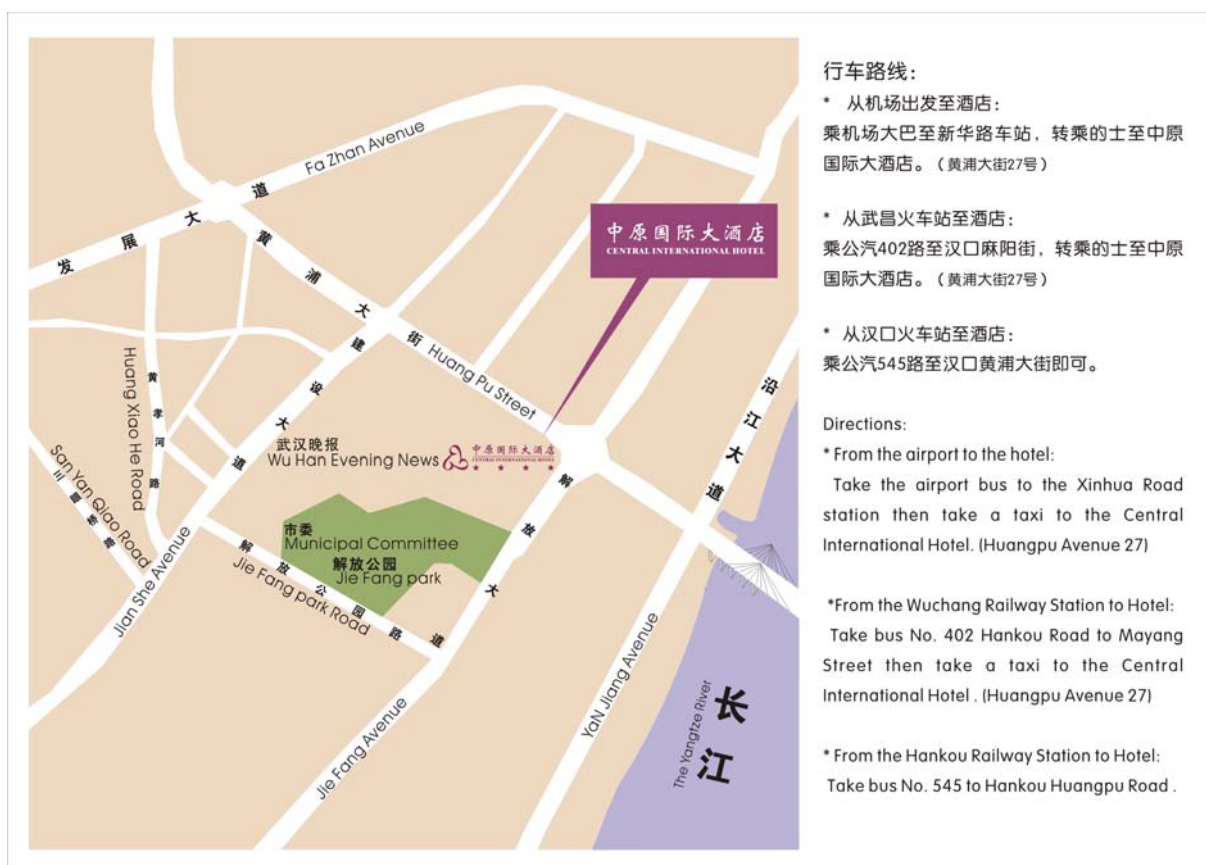 行车路线：
* 从机场出发至酒店：
乘机场大巴至新华路车站，转乘的士至中原
国际大酒店。（黄浦大街27号）
* 从武昌火车站至酒店：
乘公汽402路至汉口麻阳街，转乘的士至中原
国际大酒店。（黄浦大街27号）
* 从汉口火车站至酒店：
乘公汽545路至汉口黄浦大街即可。
Directions:
* From the airport to the hotel:
Take the airport bus to the Xinhua Road
station then take a taxi to the Central
International Hotel. (Huangpu Avenue 27)
*From the Wuchang Railway Station to Hotel:
Take bus No. 402 Hankou Road to Mayang
Street then take a taxi to the Central
International Hotel . (Huangpu Avenue 27)
* From the Hankou Railway Station to Hotel:
Take bus No. 545 to Hankou Huangpu Road .
发展大道
Fa Zhan Avenue
黄浦大街
Huang Pu Street
中原国际大酒店
CENTRAL INTERNATIONAL HOTEL
建设大道
Jian She Avenue
黄孝河路
Huang Xiao He Road
San Yan Qiao Road
三眼桥路
武汉晚报
Wu Han Evening News
中原国际大酒店
CENTRAL INTERNATIONAL HOTEL
市委
Municipal Committee
解放公园
Jie Fang park
解放公园路
Jie Fang park Road
解放大道
Jie Fang Avenue
沿江大道
YaN Jiang Avenue
The Yangtze River
长江